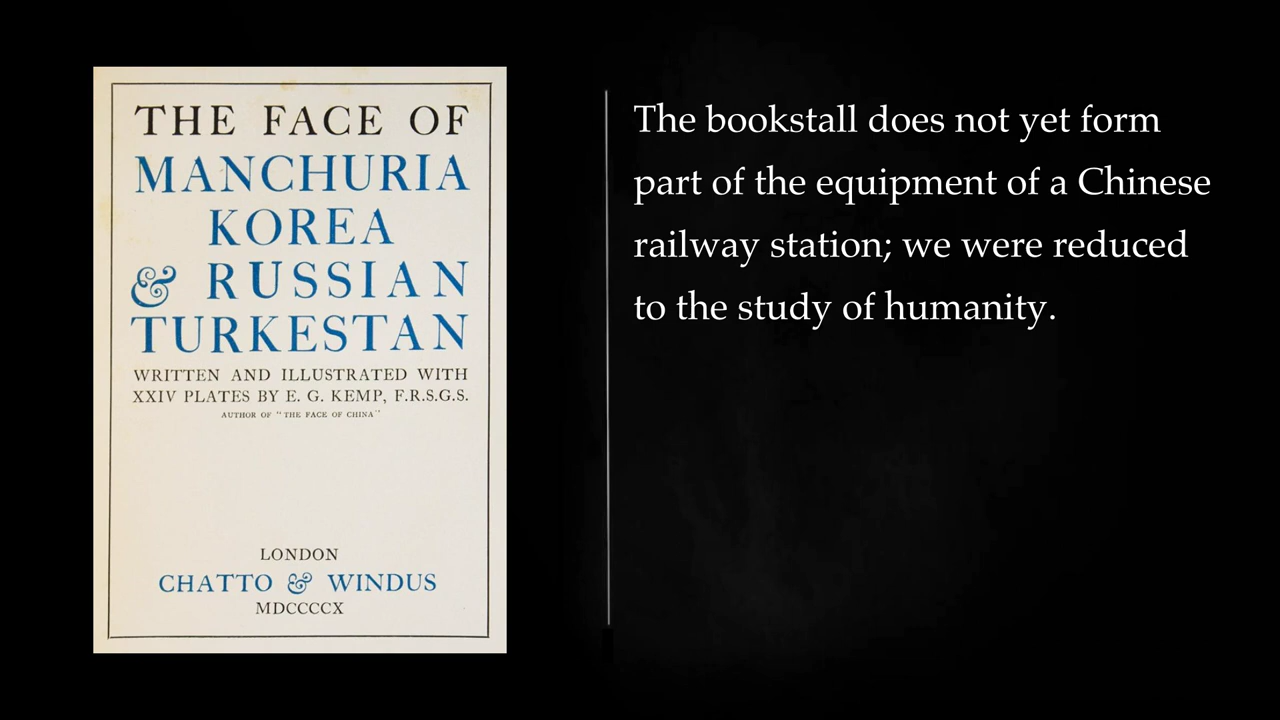 THE FACE OF
MANCHURIA
KOREA
& RUSSIAN
TURKESTAN
WRITTEN AND ILLUSTRATED WITH
XXIV PLATES BY E. G. KEMP, F.R.S.G.S.
AUTHOR OF "THE FACE OF CHINA"
LONDON
CHATTO & WINDUS
MDCCCCX
The bookstall does not yet form
part of the equipment of a Chinese
railway station; we were reduced
to the study of humanity.